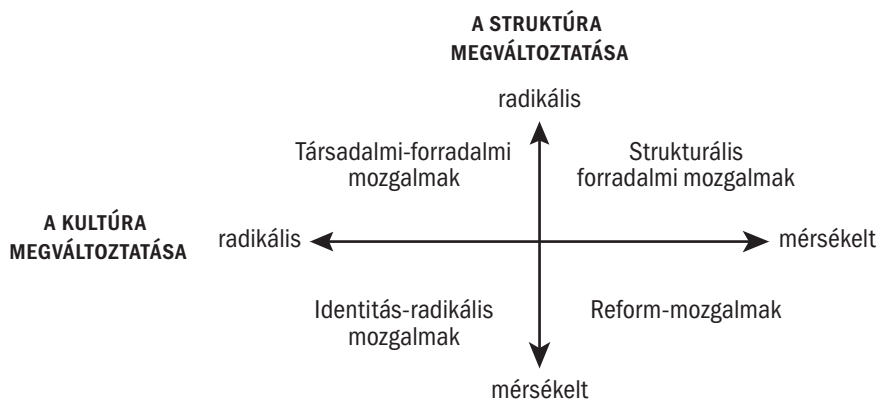 A STRUKTÚRA
MEGVÁLTOZTATÁSA
radikális
Társadalmi-forradalmi
mozgalmak
Strukturális
forradalmi mozgalmak
A KULTÚRA
MEGVÁLTOZTATÁSA
radikális
mérsékelt
Identitás-radikális
mozgalmak
Reform-mozgalmak
mérsékelt